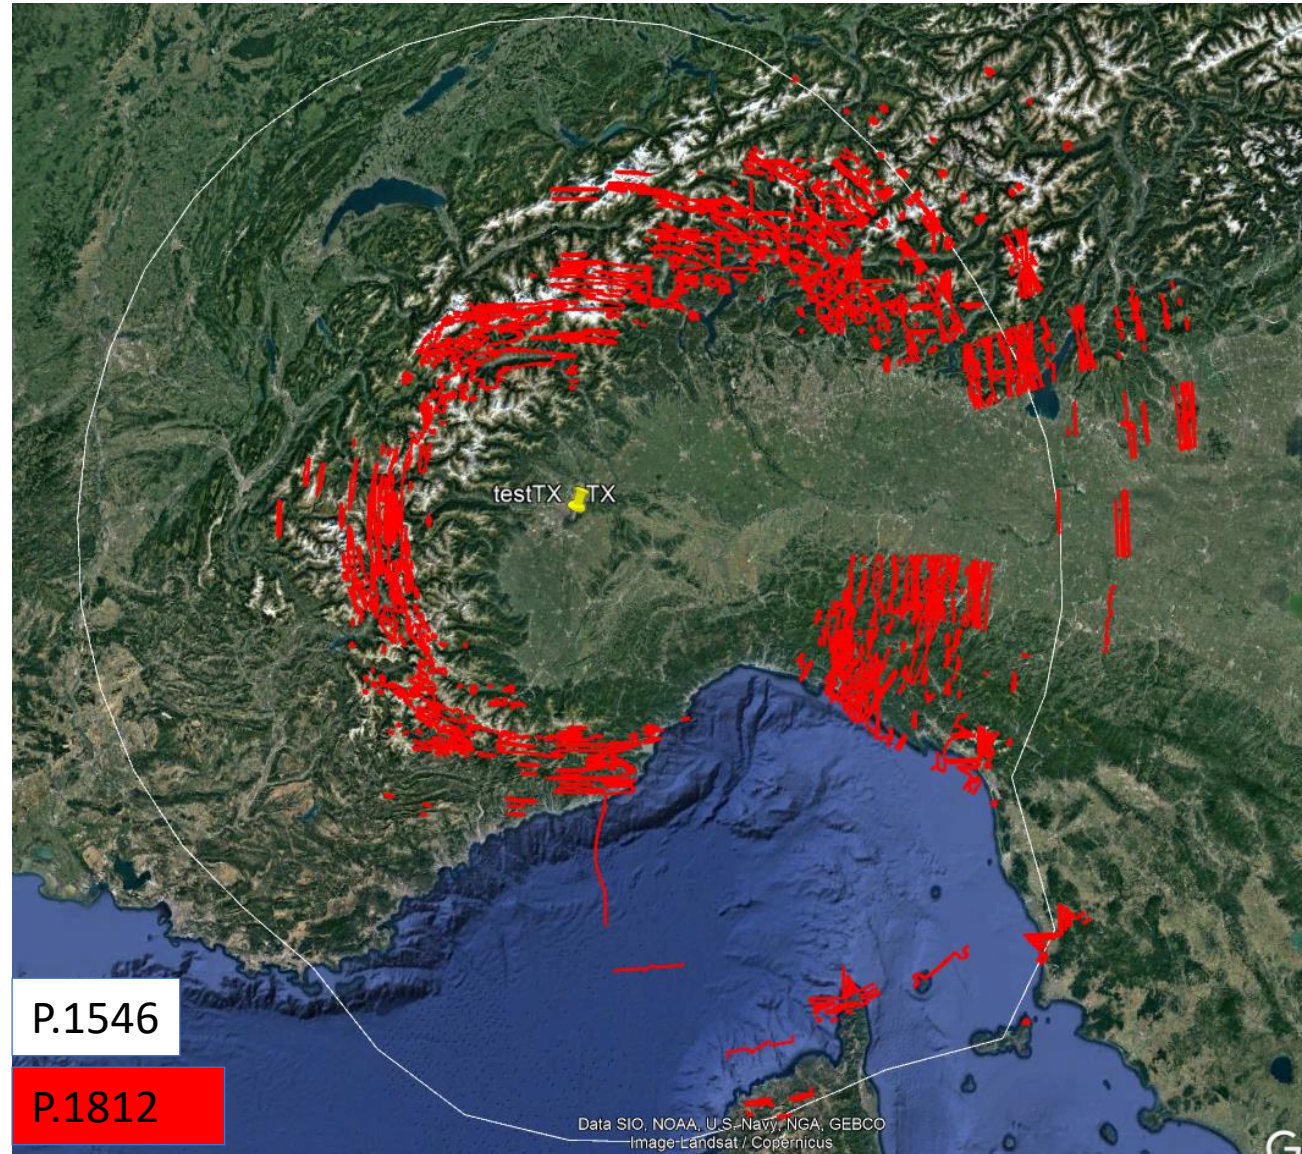 testTX TX
P.1546
P.1812
Data SIO, NOAA, U.S. Navy, NGA, GEBCO
Image Landsat / Copernicus
G